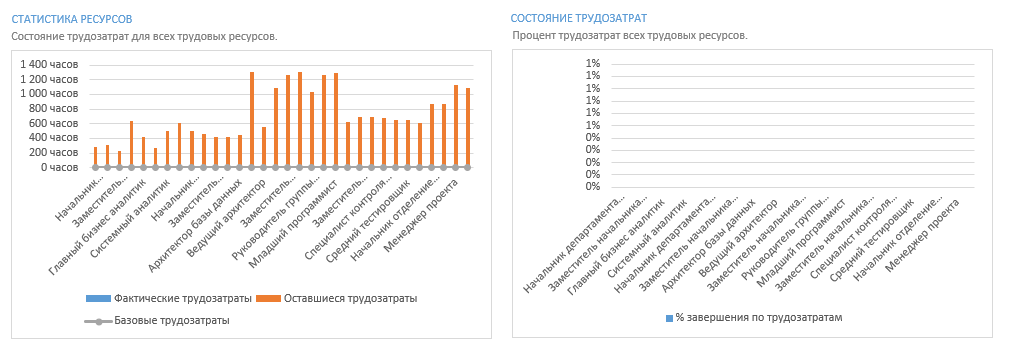 СТАТИСТИКА РЕСУРСОВ
Состояние трудозатрат для всех трудовых ресурсов.
1 400 часов
1 200 часов
1 000 часов
800 часов
600 часов
400 часов
200 часов
0 часов
Начальник...
Заместитель...
Главный бизнес аналитик
Системный аналитик
Начальник...
Заместитель...
Архитектор базы данных
Ведущий архитектор
Заместитель...
Руководитель группы...
Младший программист
Заместитель...
Специалист контроля...
Средний тестировщик
Начальник отделение...
Менеджер проекта
Фактические трудозатраты
Оставшиеся трудозатраты
Базовые трудозатраты
СОСТОЯНИЕ ТРУДОЗАТРАТ
Процент трудозатрат всех трудовых ресурсов.
1%
1%
1%
1%
1%
1%
0%
0%
0%
0%
0%
Начальник департамента...
Заместитель начальника...
Главный бизнес аналитик
Системный аналитик
Начальник департамента...
Заместитель начальника...
Архитектор базы данных
Ведущий архитектор
Заместитель начальника...
Руководитель группы...
Младший программист
Заместитель начальника...
Специалист контроля...
Средний тестировщик
Начальник отделение...
Менеджер проекта
% завершения по трудозатратам